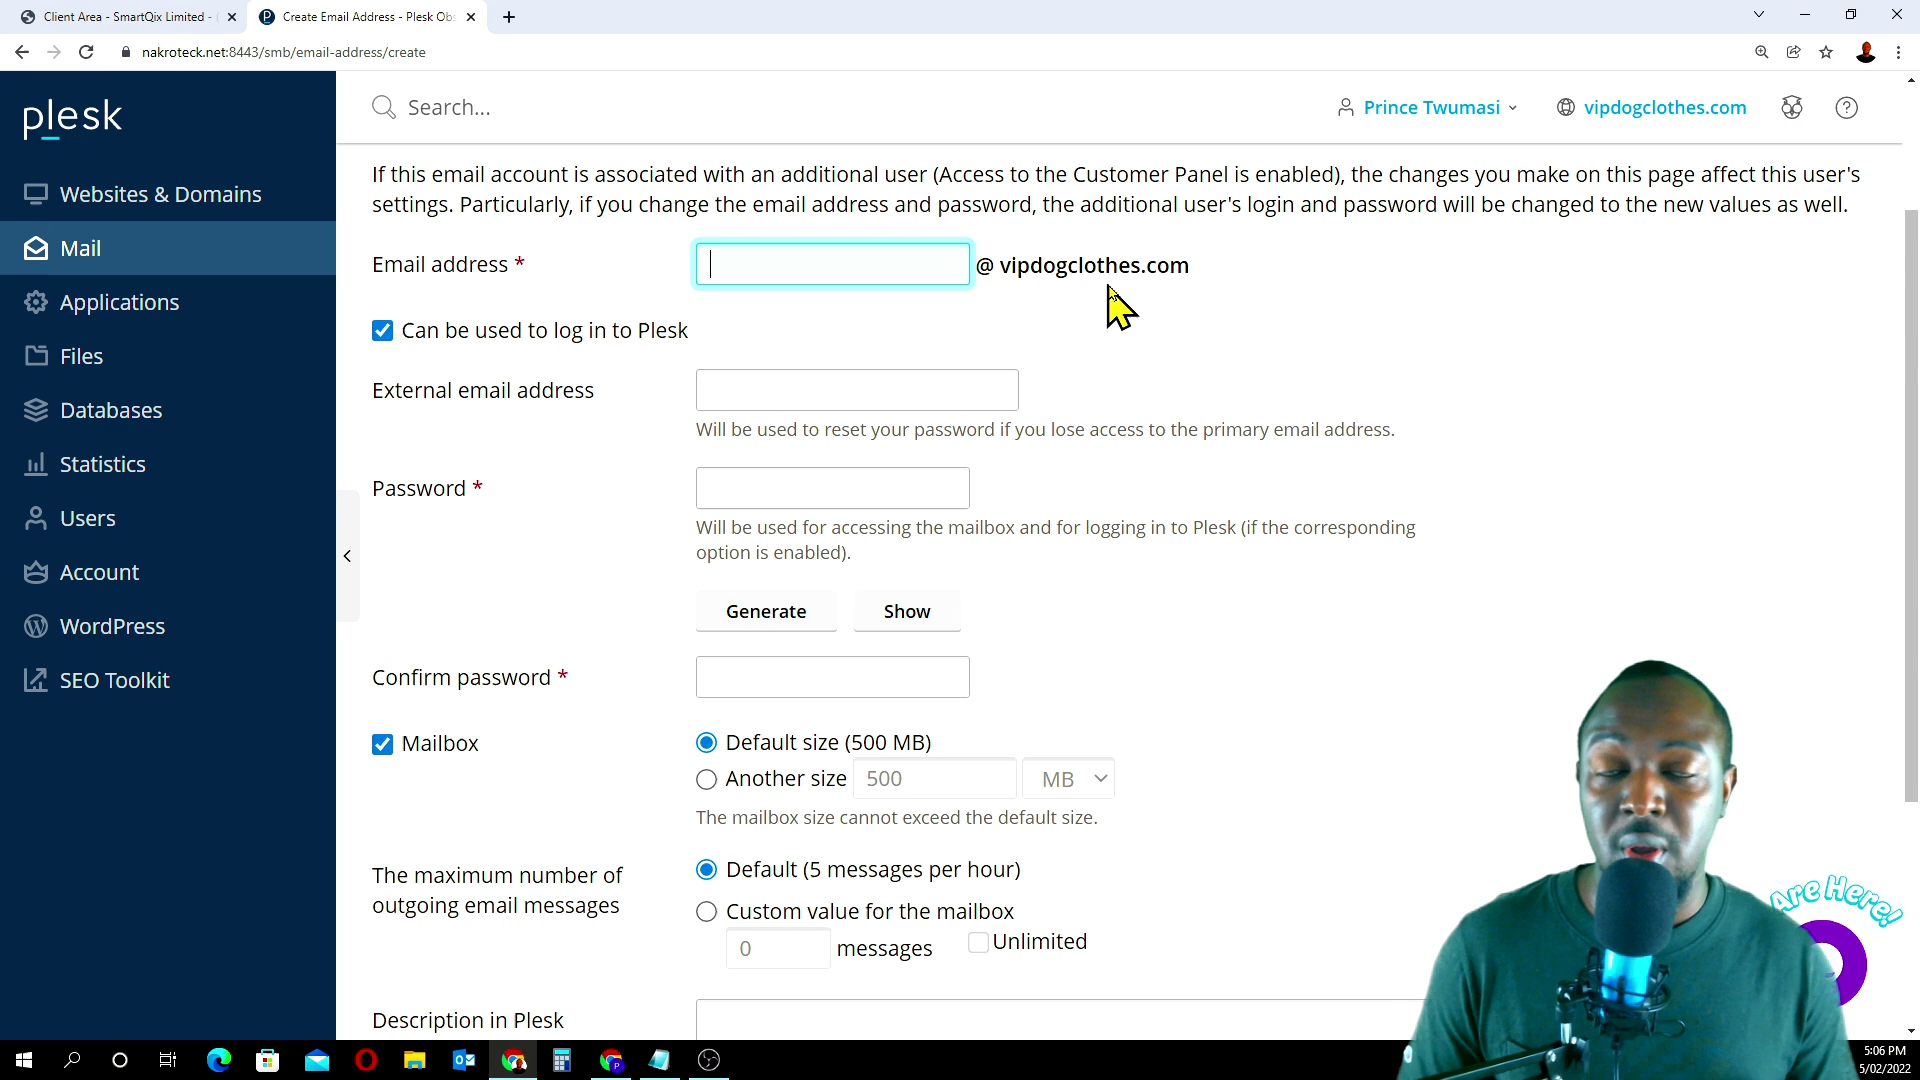 Client Area - SmartQix Limited -
Create Email Address - Plesk Obs
nakroteck.net:8443/smb/email-address/create
plesk
Search...
Prince Twumasi
vipdogclothes.com
Websites & Domains
Mail
Applications
Files
Databases
Statistics
Users
Account
WordPress
SEO Toolkit
If this email account is associated with an additional user (Access to the Customer Panel is enabled), the changes you make on this page affect this user's
settings. Particularly, if you change the email address and password, the additional user's login and password will be changed to the new values as well.
Email address *
@ vipdogclothes.com
Can be used to log in to Plesk
External email address
Will be used to reset your password if you lose access to the primary email address.
Password *
Will be used for accessing the mailbox and for logging in to Plesk (if the corresponding
option is enabled).
Generate
Show
Confirm password *
Mailbox
Default size (500 MB)
Another size 500 MB
The mailbox size cannot exceed the default size.
The maximum number of
outgoing email messages
Default (5 messages per hour)
Custom value for the mailbox
0 messages Unlimited
Description in Plesk
Are Here!
5:06 PM
5/02/2022